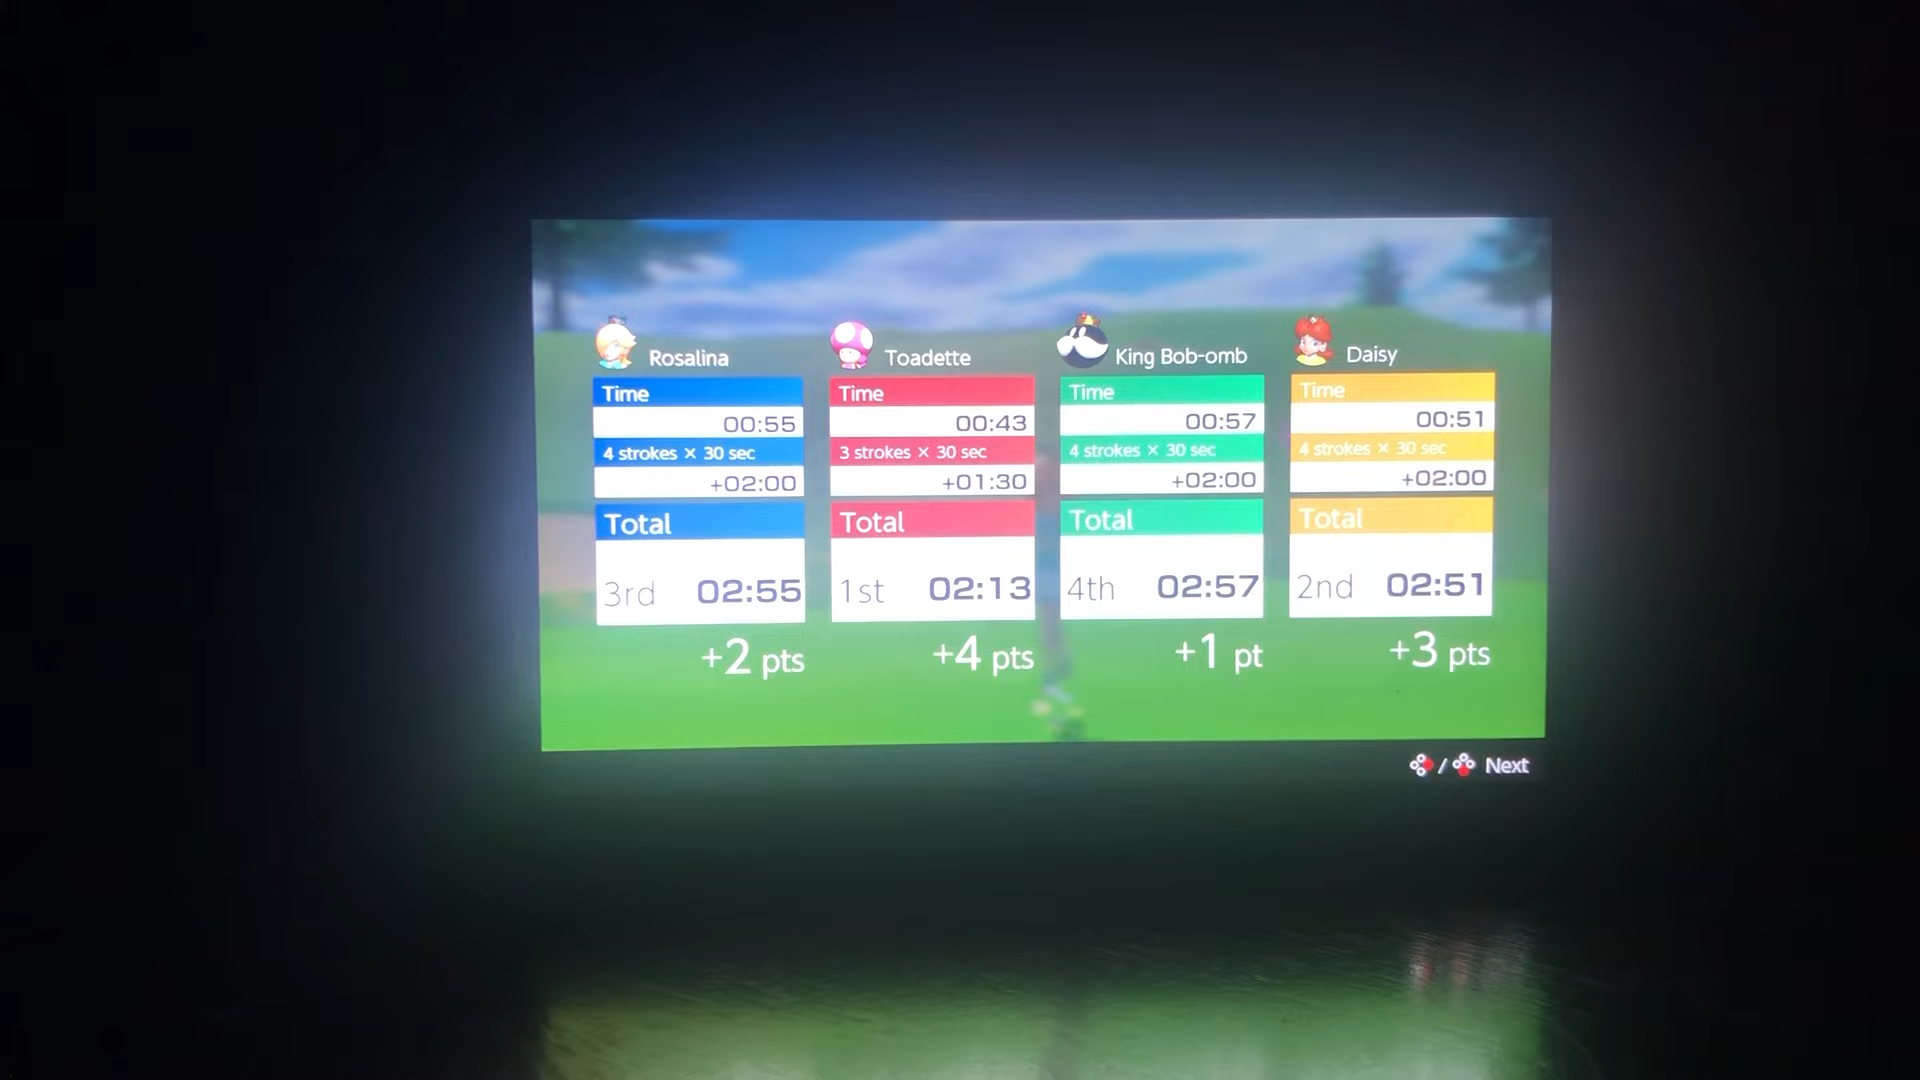 Rosalina
Time
00:55
4 strokes × 30 sec
+02:00
Total
3rd 02:55
+2 pts
Toadette
Time
00:43
3 strokes × 30 sec
+01:30
Total
1st 02:13
+4 pts
King Bob-omb
Time
00:57
4 strokes × 30 sec
+02:00
Total
4th 02:57
+1 pt
Daisy
Time
00:51
4 strokes × 30 sec
+02:00
Total
2nd 02:51
+3 pts
/ Next